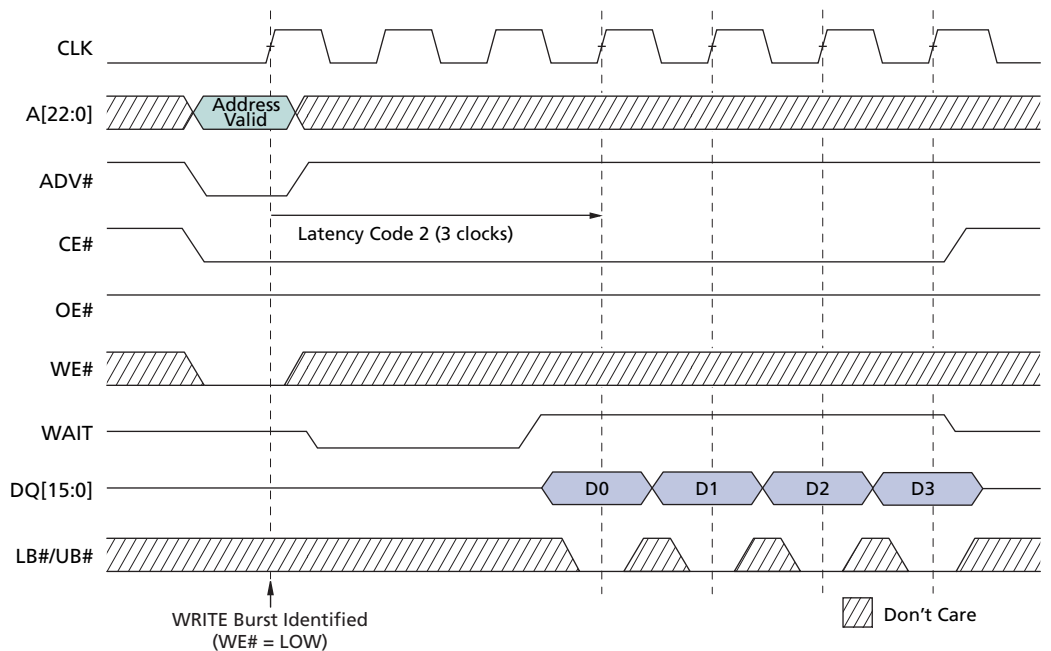 CLK
A[22:0]
Address
Valid
ADV#
Latency Code 2 (3 clocks)
CE#
OE#
WE#
WAIT
DQ[15:0]
D0
D1
D2
D3
LB#/UB#
WRITE Burst Identified
(WE# = LOW)
Don't Care